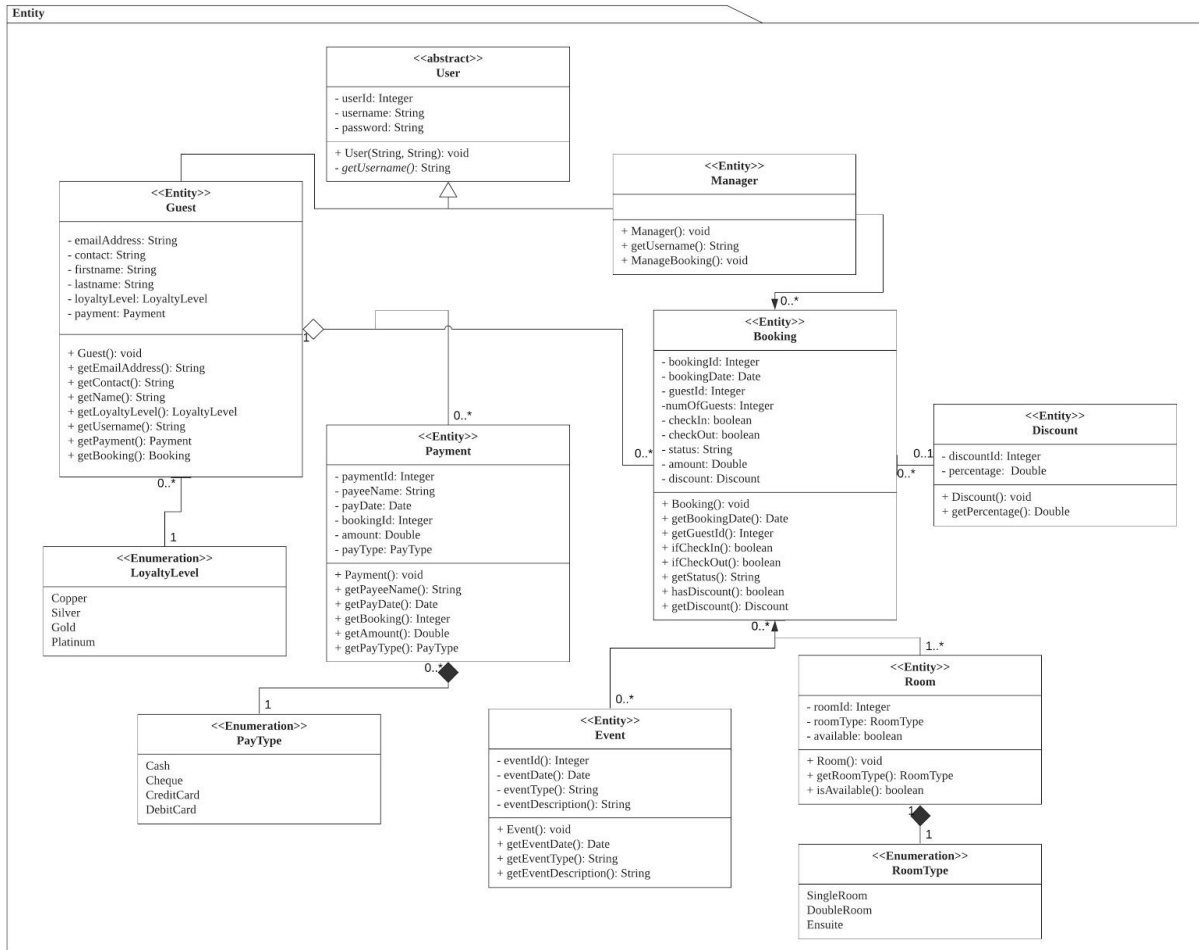 Entity
<<abstract>>
User
- userId: Integer
- username: String
- password: String
+ User(String, String): void
- getUsername(): String
<<Entity>>
Manager
+ Manager(): void
+ getUsername(): String
+ ManageBooking(): void
0..*
<<Entity>>
Guest
- emailAddress: String
- contact: String
- firstname: String
- lastname: String
- loyaltyLevel: LoyaltyLevel
- payment: Payment
+ Guest(): void
+ getEmailAddress(): String
+ getContact(): String
+ getName(): String
+ getLoyaltyLevel(): LoyaltyLevel
+ getUsername(): String
+ getPayment(): Payment
+ getBooking(): Booking
1
0..*
0..*
0..*
1
<<Enumeration>>
LoyaltyLevel
Copper
Silver
Gold
Platinum
<<Entity>>
Payment
- paymentId: Integer
- payeeName: String
- payDate: Date
- bookingId: Integer
- amount: Double
- payType: PayType
+ Payment(): void
+ getPayeeName(): String
+ getPayDate(): Date
+ getBooking(): Integer
+ getAmount(): Double
+ getPayType(): PayType
0..*
1
<<Enumeration>>
PayType
Cash
Cheque
CreditCard
DebitCard
<<Entity>>
Booking
- bookingId: Integer
- bookingDate: Date
- guestId: Integer
-numOfGuests: Integer
- checkIn: boolean
- checkOut: boolean
- status: String
- amount: Double
- discount: Discount
+ Booking(): void
+ getBookingDate(): Date
+ getGuestId(): Integer
+ ifCheckIn(): boolean
+ ifCheckOut(): boolean
+ getStatus(): String
+ hasDiscount(): boolean
+ getDiscount(): Discount
0..1
0..*
<<Entity>>
Discount
- discountId: Integer
- percentage: Double
+ Discount(): void
+ getPercentage(): Double
0..*
0..*
1..*
<<Entity>>
Event
- eventId(): Integer
- eventDate(): Date
- eventType(): String
- eventDescription(): String
+ Event(): void
+ getEventDate(): Date
+ getEventType(): String
+ getEventDescription(): String
<<Entity>>
Room
- roomId: Integer
- roomType: RoomType
- available: boolean
+ Room(): void
+ getRoomType(): RoomType
+ isAvailable(): boolean
1
1
<<Enumeration>>
RoomType
SingleRoom
DoubleRoom
Ensuite